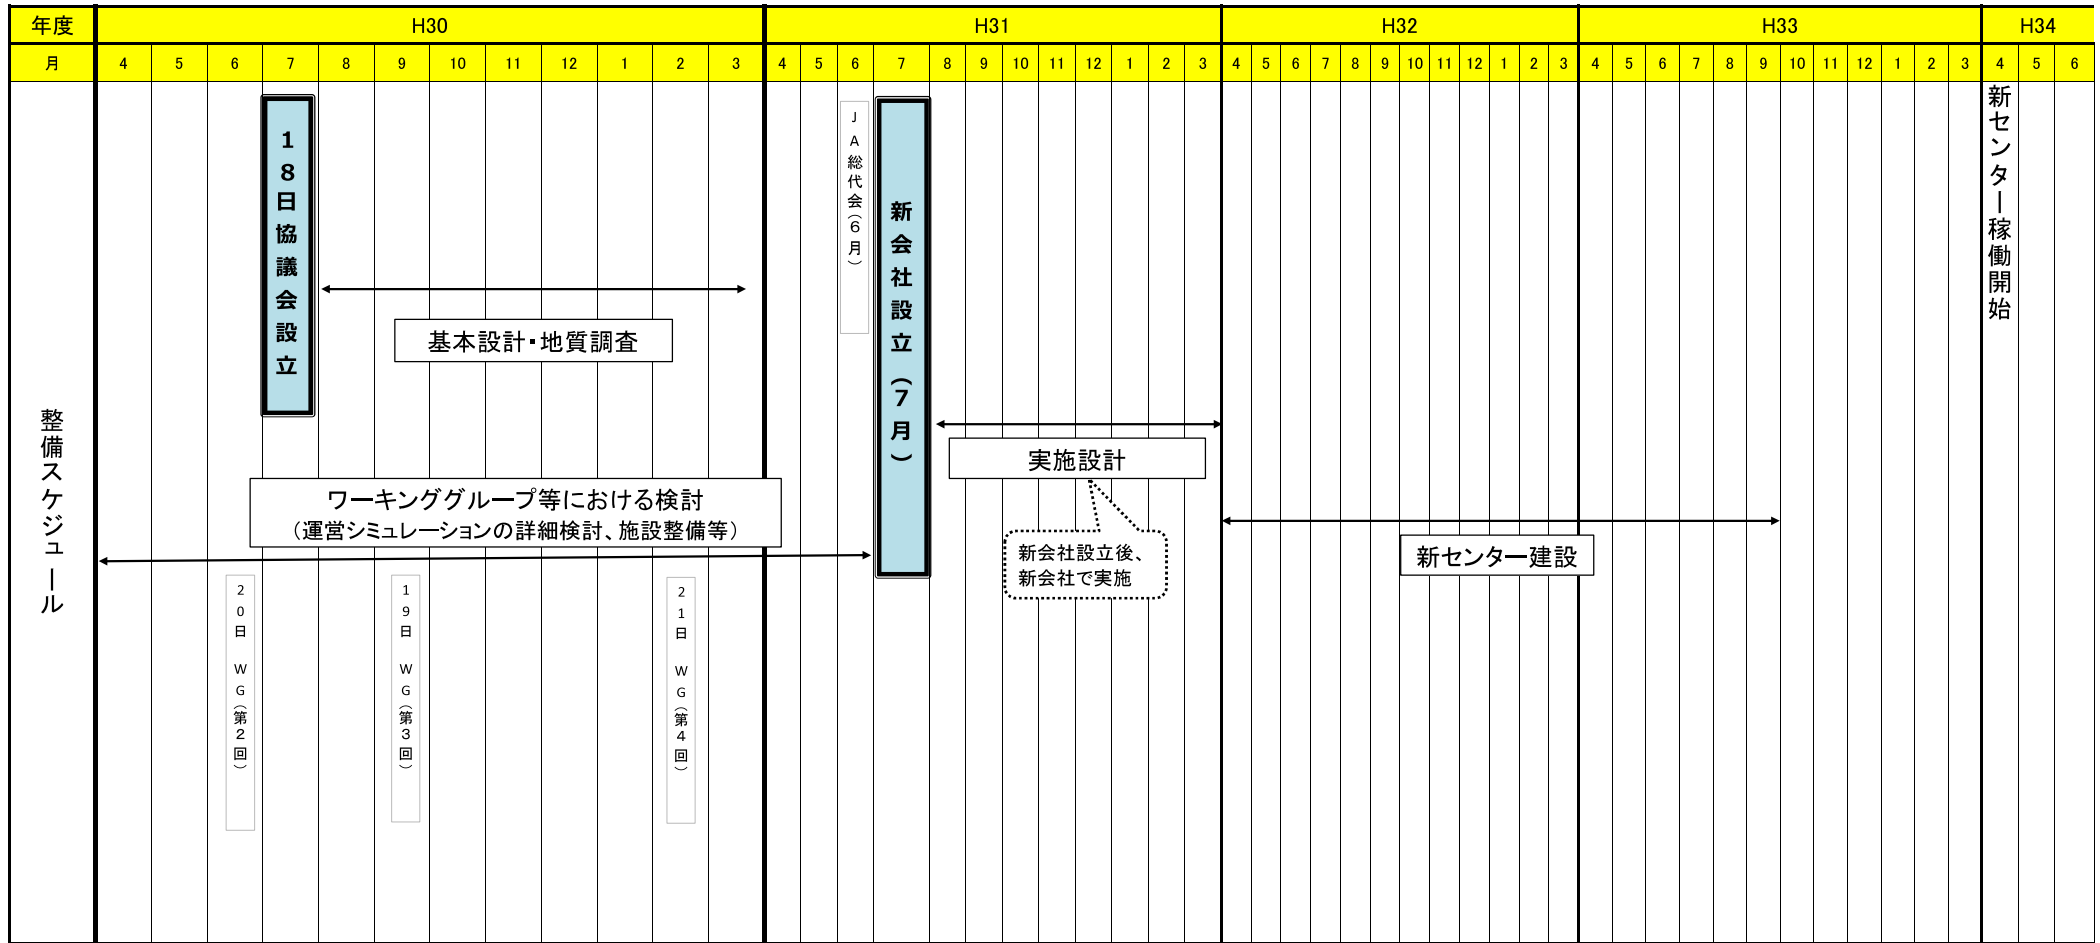 年度 H30 H31 H32 H33 H34
月 4 5 6 7 8 9 10 11 12 1 2 3 4 5 6 7 8 9 10 11 12 1 2 3 4 5 6 7 8 9 10 11 12 1 2 3 4 5 6 7 8 9 10 11 12 1 2 3 4 5 6
整備スケジュール
18日協議会設立
基本設計・地質調査
ワーキンググループ等における検討
(運営シミュレーションの詳細検討、施設整備等)
20日 WG(第2回)
19日 WG(第3回)
21日 WG(第4回)
JA総代会(6月)
新会社設立(7月)
実施設計
新会社設立後、
新会社で実施
新センター建設
新センター稼働開始